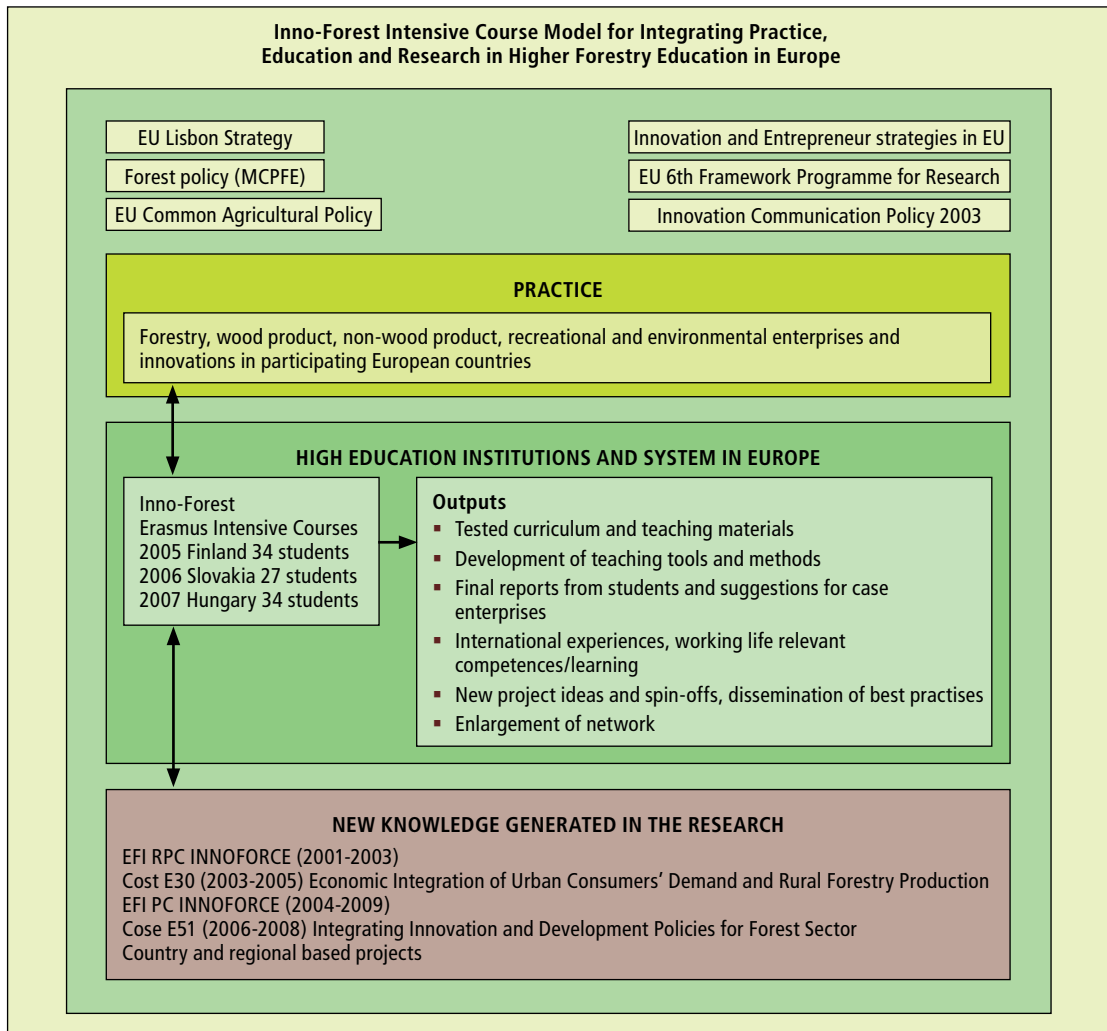 Inno-Forest Intensive Course Model for Integrating Practice,
Education and Research in Higher Forestry Education in Europe
EU Lisbon Strategy
Forest policy (MCPFE)
EU Common Agricultural Policy
Innovation and Entrepreneur strategies in EU
EU 6th Framework Programme for Research
Innovation Communication Policy 2003
PRACTICE
Forestry, wood product, non-wood product, recreational and environmental enterprises and
innovations in participating European countries
HIGH EDUCATION INSTITUTIONS AND SYSTEM IN EUROPE
Inno-Forest
Erasmus Intensive Courses
2005 Finland 34 students
2006 Slovakia 27 students
2007 Hungary 34 students
Outputs
▪ Tested curriculum and teaching materials
▪ Development of teaching tools and methods
▪ Final reports from students and suggestions for case
enterprises
▪ International experiences, working life relevant
competences/learning
▪ New project ideas and spin-offs, dissemination of best practises
▪ Enlargement of network
NEW KNOWLEDGE GENERATED IN THE RESEARCH
EFI RPC INNOFORCE (2001-2003)
Cost E30 (2003-2005) Economic Integration of Urban Consumers' Demand and Rural Forestry Production
EFI PC INNOFORCE (2004-2009)
Cose E51 (2006-2008) Integrating Innovation and Development Policies for Forest Sector
Country and regional based projects